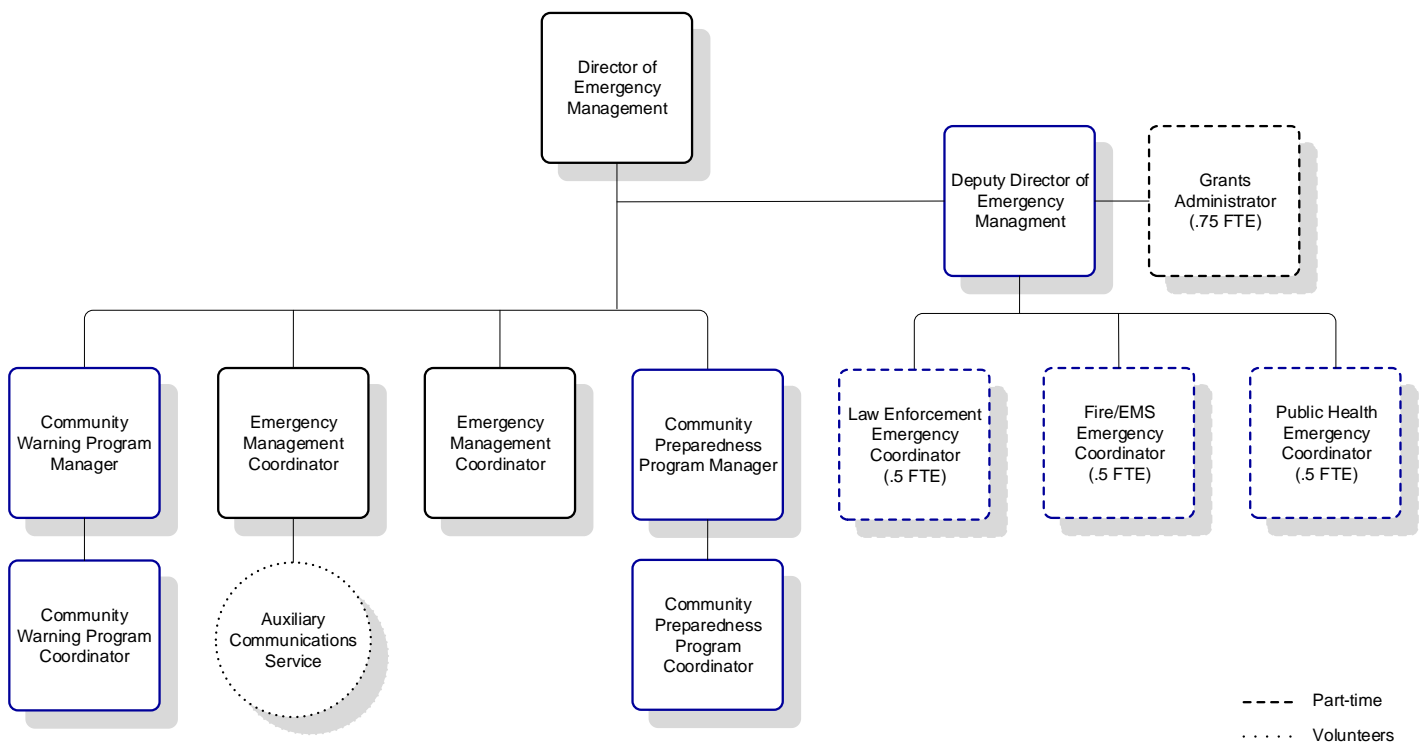 Director of
Emergency
Management
Deputy Director of
Emergency
Managment
Grants
Administrator
(.75 FTE)
Community
Warning Program
Manager
Emergency
Management
Coordinator
Emergency
Management
Coordinator
Community
Preparedness
Program Manager
Law Enforcement
Emergency
Coordinator
(.5 FTE)
Fire/EMS
Emergency
Coordinator
(.5 FTE)
Public Health
Emergency
Coordinator
(.5 FTE)
Community
Warning Program
Coordinator
Auxiliary
Communications
Service
Community
Preparedness
Program
Coordinator
Part-time
Volunteers